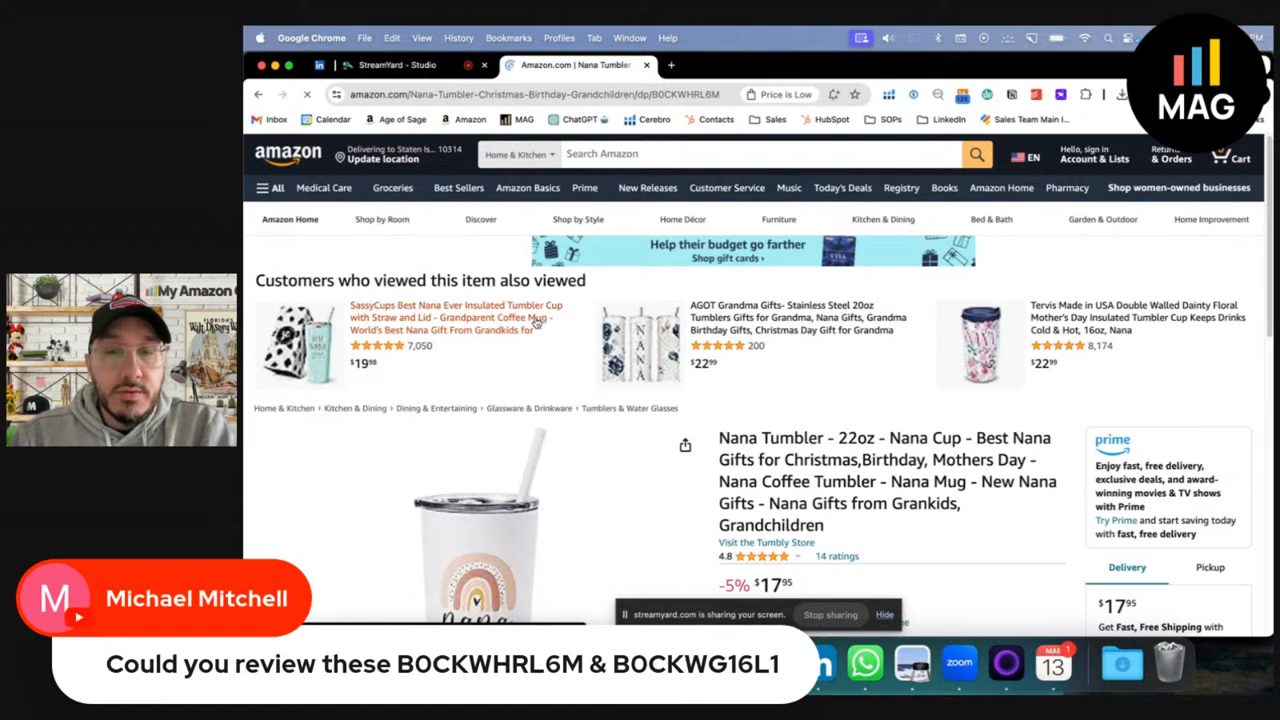 Google Chrome File Edit View History Bookmarks Profiles Tab Window Help
StreamYard - Studio
Amazon.com | Nana Tumbler
amazon.com/Nana-Tumbler-Christmas-Birthday-Grandchildren/dp/B0CKWHRL6M
Price is Low
MAG
Inbox Calendar Age of Sage Amazon MAG ChatGPT Cerebro Contacts Sales HubSpot SOPs LinkedIn Sales Team Main I...
amazon
Delivering to Staten Is... 10314
Update location
Home & Kitchen
Search Amazon
EN
Hello, sign in
Account & Lists
Retur
& Orders
Cart
All Medical Care Groceries Best Sellers Amazon Basics Prime New Releases Customer Service Music Today's Deals Registry Books Amazon Home Pharmacy Shop women-owned businesses
Amazon Home Shop by Room Discover Shop by Style Home Décor Furniture Kitchen & Dining Bed & Bath Garden & Outdoor Home Improvement
Help their budget go farther
Shop gift cards ›
Customers who viewed this item also viewed
SassyCups Best Nana Ever Insulated Tumbler Cup
with Straw and Lid - Grandparent Coffee Mug -
World's Best Nana Gift From Grandkids for
7,050
$19⁹⁸
AGOT Grandma Gifts- Stainless Steel 20oz
Tumblers Gifts for Grandma, Nana Gifts, Grandma
Birthday Gifts, Christmas Day Gift for Grandma
200
$22⁹⁹
NANA
Tervis Made in USA Double Walled Dainty Floral
Mother's Day Insulated Tumbler Cup Keeps Drinks
Cold & Hot, 16oz, Nana
8,174
$22⁹⁹
Home & Kitchen › Kitchen & Dining › Dining & Entertaining › Glassware & Drinkware › Tumblers & Water Glasses
Nana Tumbler - 22oz - Nana Cup - Best Nana
Gifts for Christmas,Birthday, Mothers Day -
Nana Coffee Tumbler - Nana Mug - New Nana
Gifts - Nana Gifts from Grankids,
Grandchildren
Visit the Tumbly Store
4.8
14 ratings
-5% $17⁹⁵
prime
Enjoy fast, free delivery,
exclusive deals, and award-
winning movies & TV shows
with Prime
Try Prime and start saving today
with fast, free delivery
Delivery Pickup
$17⁹⁵
Get Fast, Free Shipping with
nana
streamyard.com is sharing your screen. Stop sharing Hide
My Amazon
FLORIDA
Walt Disney
M
Michael Mitchell
Could you review these B0CKWHRL6M & B0CKWG16L1
zoom
13